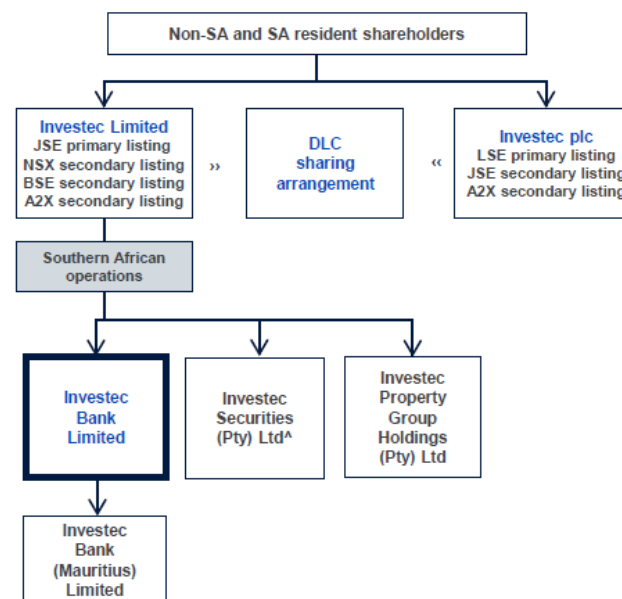 Non-SA and SA resident shareholders
Investec Limited
JSE primary listing
NSX secondary listing
BSE secondary listing
A2X secondary listing
››
DLC
sharing
arrangement
‹‹
Investec plc
LSE primary listing
JSE secondary listing
A2X secondary listing
Southern African
operations
Investec
Bank
Limited
Investec
Securities
(Pty) Ltd^
Investec
Property
Group
Holdings
(Pty) Ltd
Investec
Bank
(Mauritius)
Limited